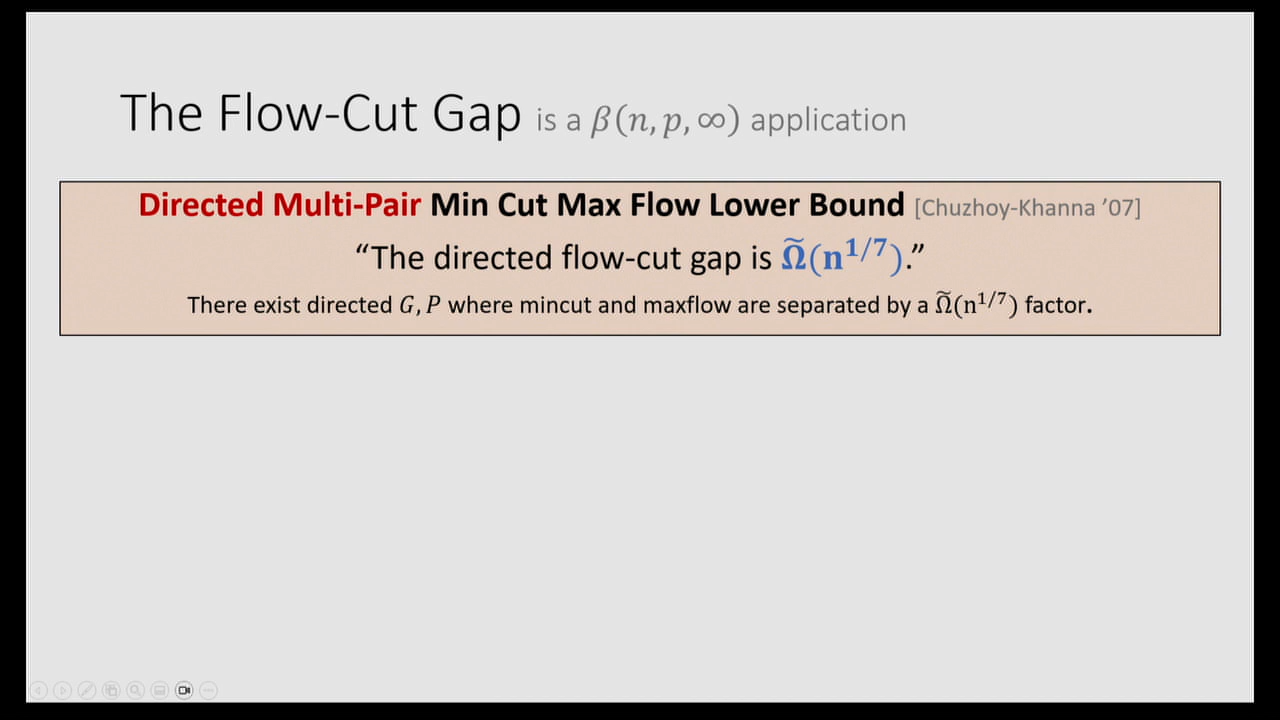 The Flow-Cut Gap is a β(n, p, ∞) application
Directed Multi-Pair Min Cut Max Flow Lower Bound [Chuzhoy-Khanna ’07]
“The directed flow-cut gap is Ω̃(n^{1/7}).”
There exist directed G, P where mincut and maxflow are separated by a Ω̃(n^{1/7}) factor.